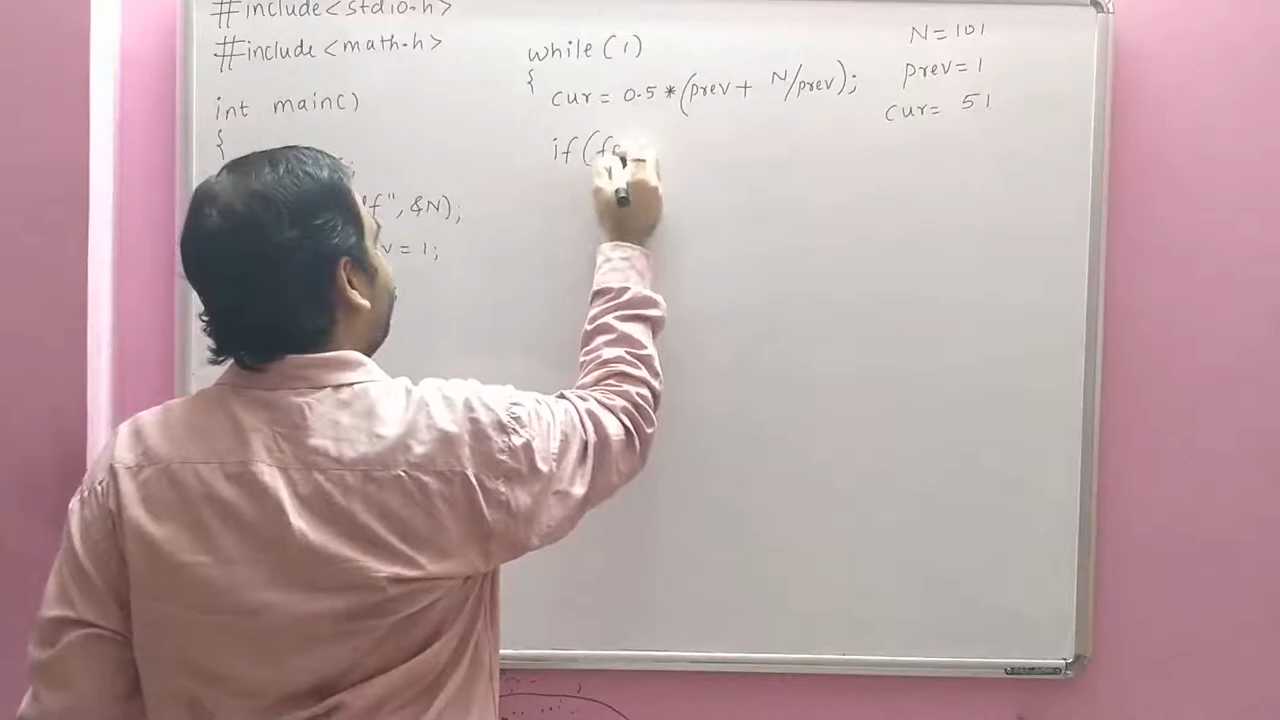 #include<stdio.h>
#include<math.h>
int main()
{
f", &N);
v = 1;
while(1)
{
cur = 0.5*(prev + N/prev);
if(f
N=101
prev=1
cur= 51